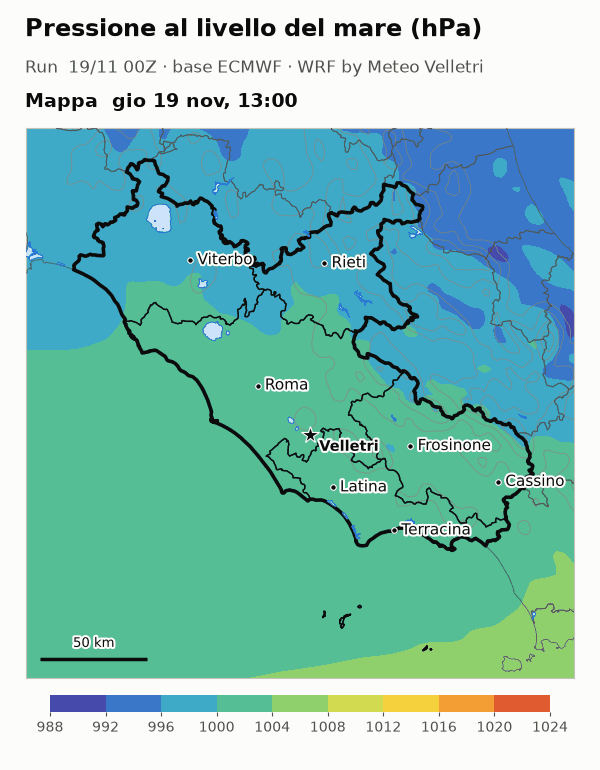 Pressione al livello del mare (hPa)
Run  19/11 00Z · base ECMWF · WRF by Meteo Velletri
Mappa  gio 19 nov, 13:00
Viterbo
Rieti
Roma
Velletri
Frosinone
Latina
Cassino
Terracina
50 km
988 992 996 1000 1004 1008 1012 1016 1020 1024